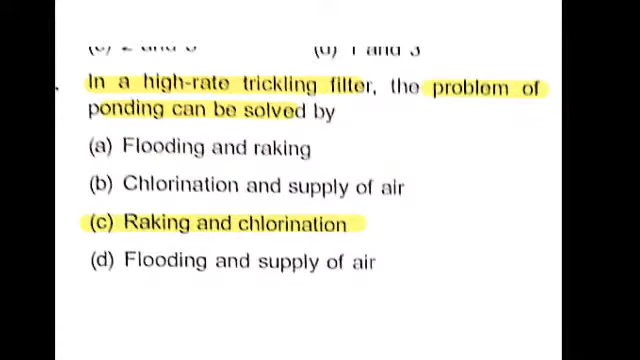 In a high-rate trickling filter, the problem of
ponding can be solved by
(a) Flooding and raking
(b) Chlorination and supply of air
(c) Raking and chlorination
(d) Flooding and supply of air